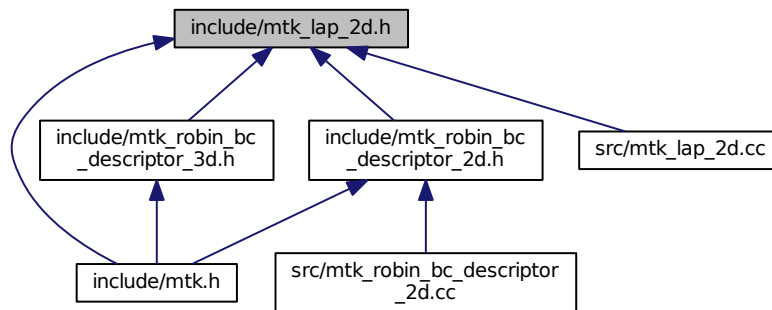 include/mtk_lap_2d.h
include/mtk_robin_bc
_descriptor_3d.h
include/mtk_robin_bc
_descriptor_2d.h
src/mtk_lap_2d.cc
include/mtk.h
src/mtk_robin_bc_descriptor
_2d.cc